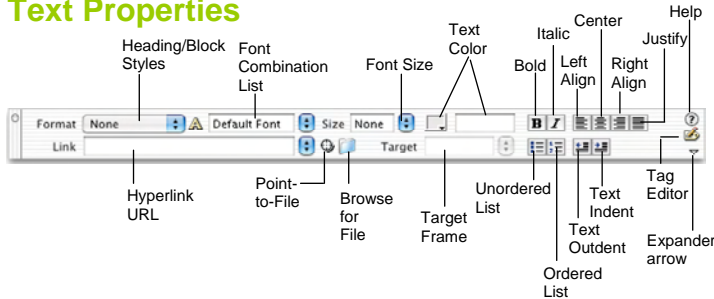 Text Properties
Help
Text
Color
Center
Italic
Justify
Heading/Block
Styles
Font
Combination
List
Font Size
Bold
Left
Align
Right
Align
Format None A Default Font Size None B I ?
Link Target
Hyperlink
URL
Point-
to-File
Browse
for
File
Target
Frame
Unordered
List
Ordered
List
Text
Outdent
Text
Indent
Tag
Editor
Expander
arrow